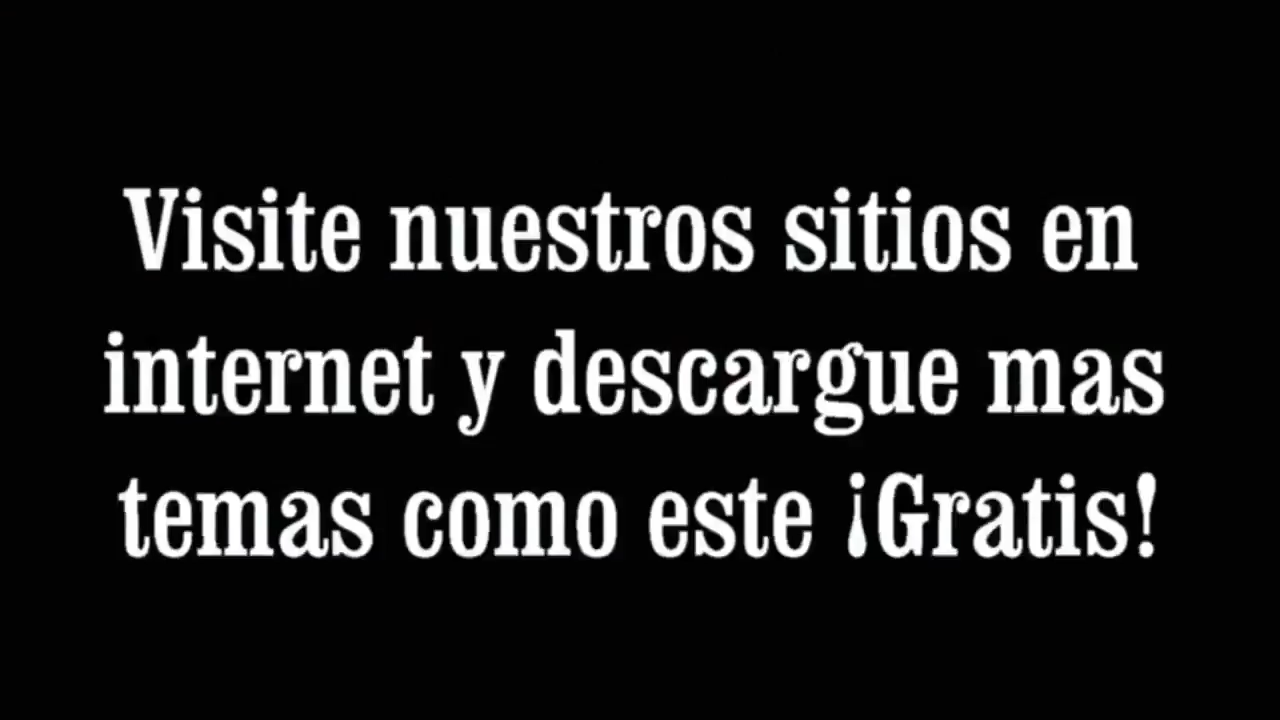 Visite nuestros sitios en
internet y descargue mas
temas como este ¡Gratis!